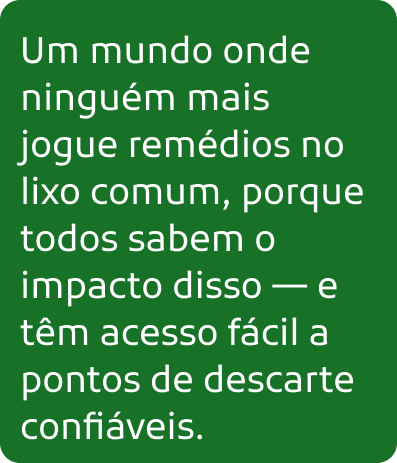 Um mundo onde
ninguém mais
jogue remédios no
lixo comum, porque
todos sabem o
impacto disso — e
têm acesso fácil a
pontos de descarte
confiáveis.